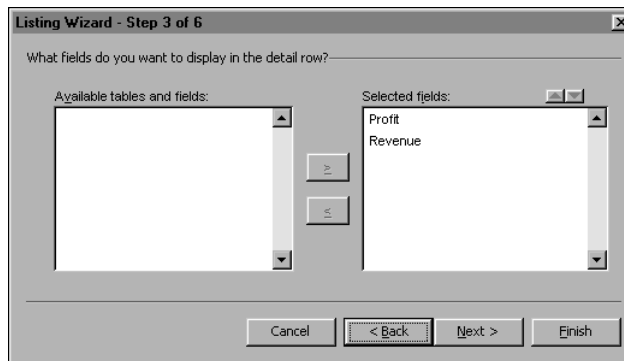 Listing Wizard - Step 3 of 6
What fields do you want to display in the detail row?
Available tables and fields:
Selected fields:
Profit
Revenue
≥
≤
Cancel
< Back
Next >
Finish